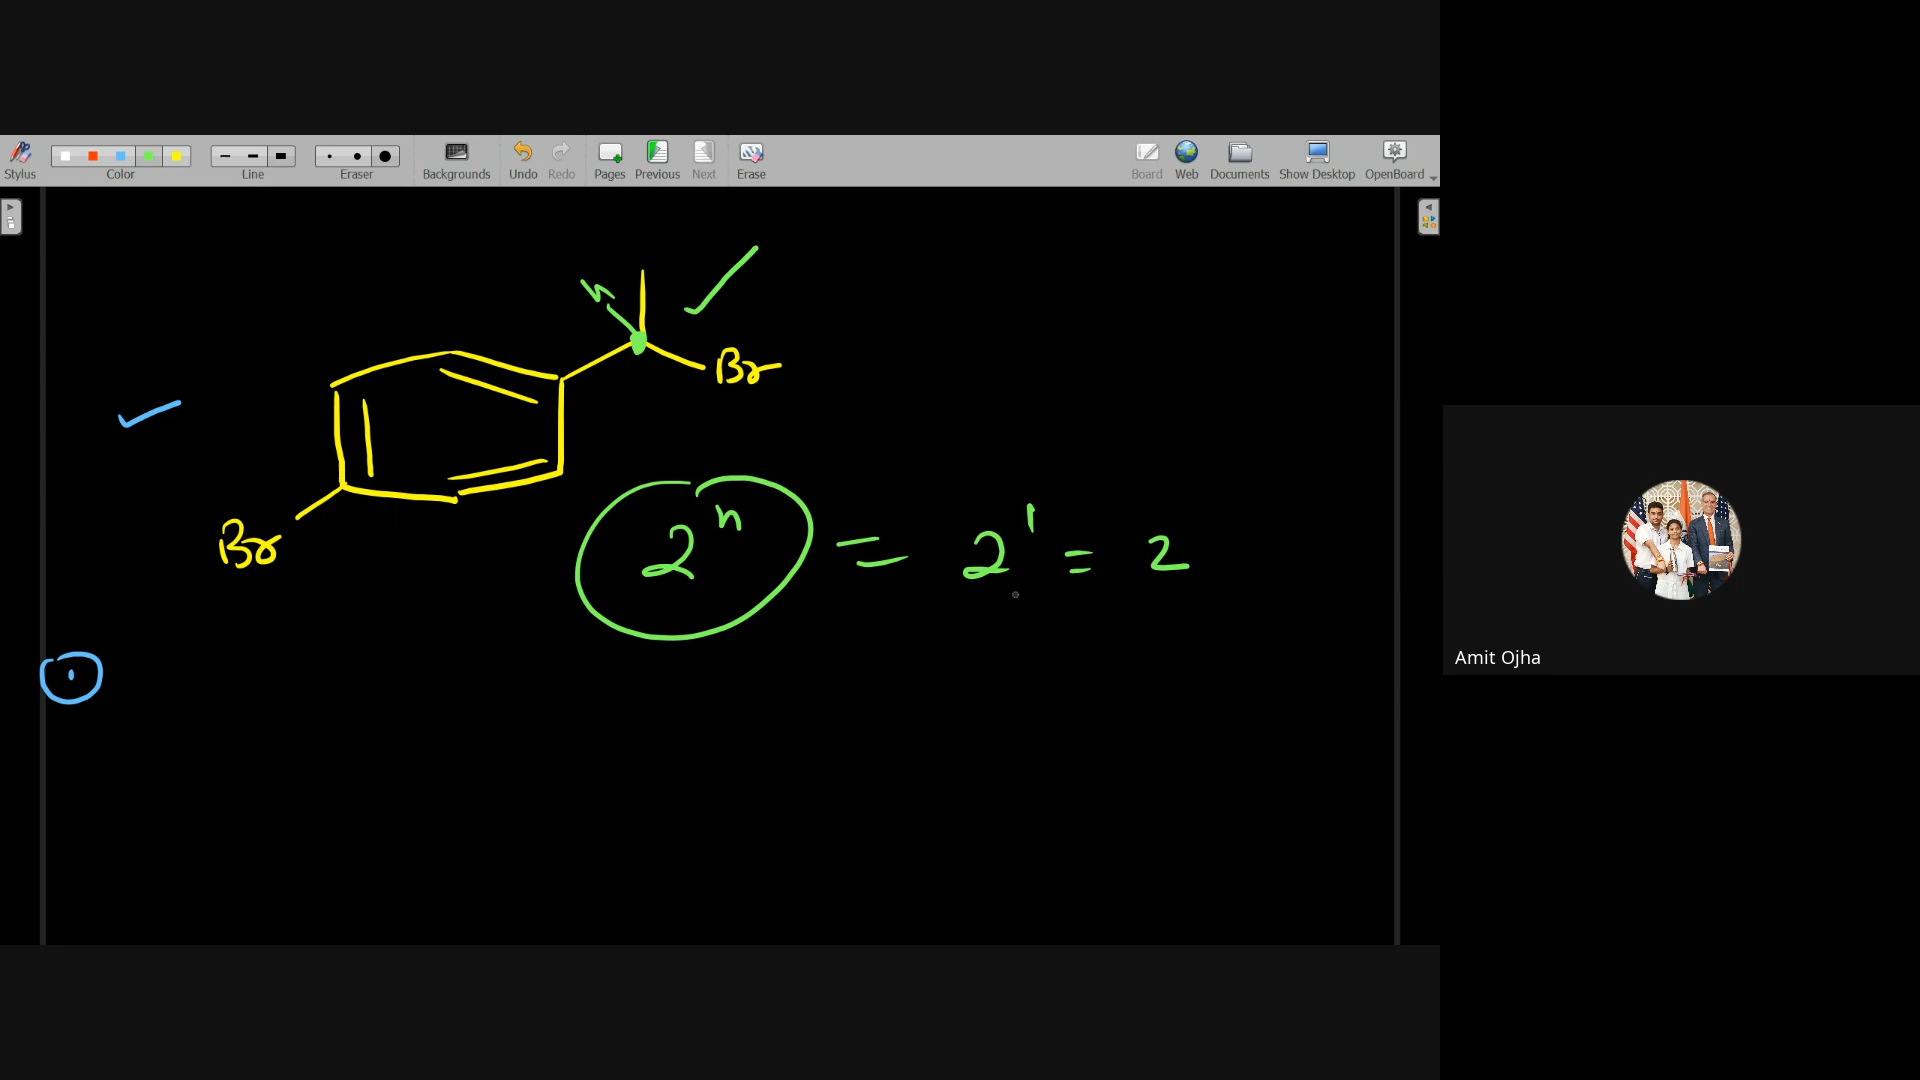 Stylus Color Line Eraser Backgrounds Undo Redo Pages Previous Next Erase Board Web Documents Show Desktop OpenBoard
Br
Br
2^n = 2^1 = 2
Amit Ojha